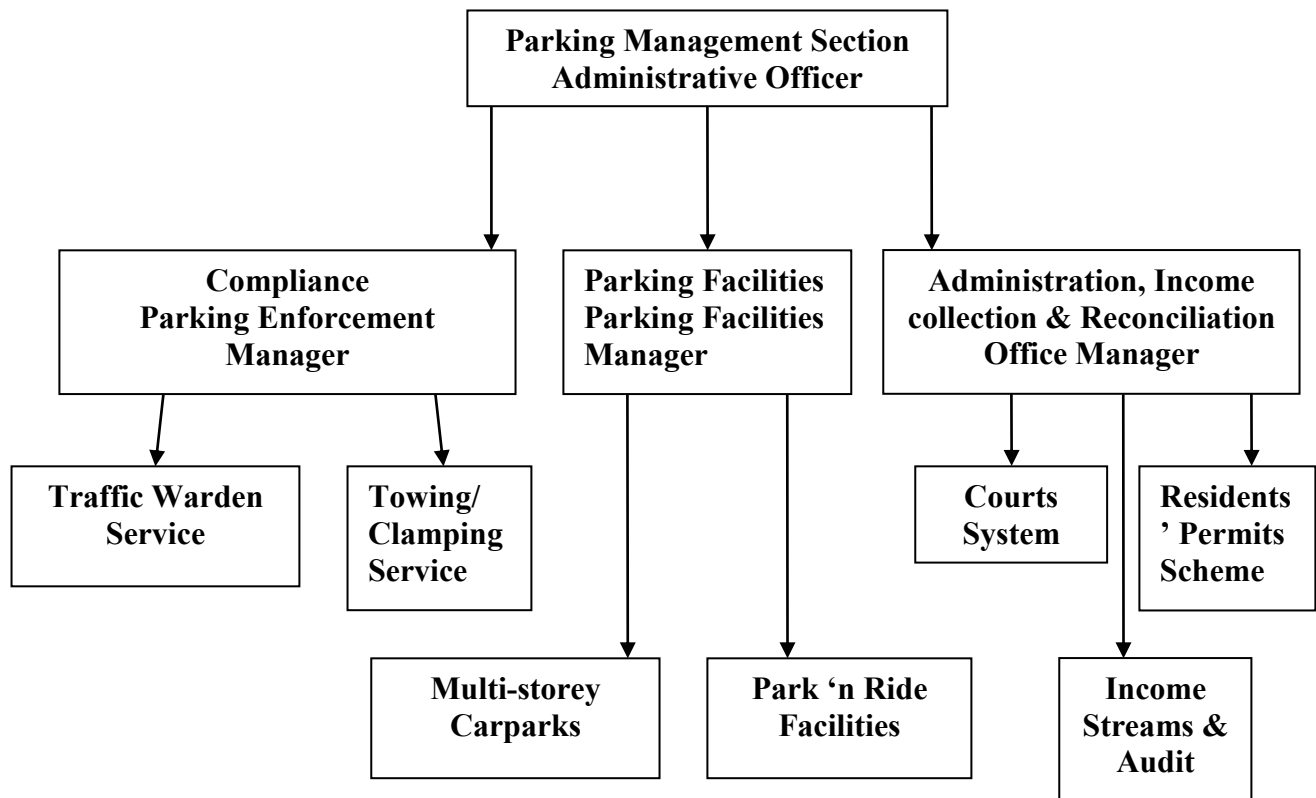 Parking Management Section
Administrative Officer
Compliance
Parking Enforcement
Manager
Parking Facilities
Parking Facilities
Manager
Administration, Income
collection & Reconciliation
Office Manager
Traffic Warden
Service
Towing/
Clamping
Service
Courts
System
Residents
’ Permits
Scheme
Multi-storey
Carparks
Park ‘n Ride
Facilities
Income
Streams &
Audit